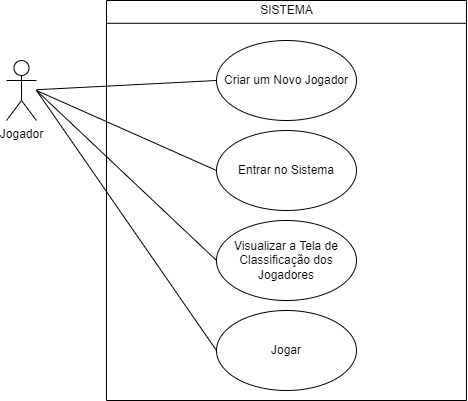 SISTEMA
Criar um Novo Jogador
Jogador
Entrar no Sistema
Visualizar a Tela de
Classificação dos
Jogadores
Jogar